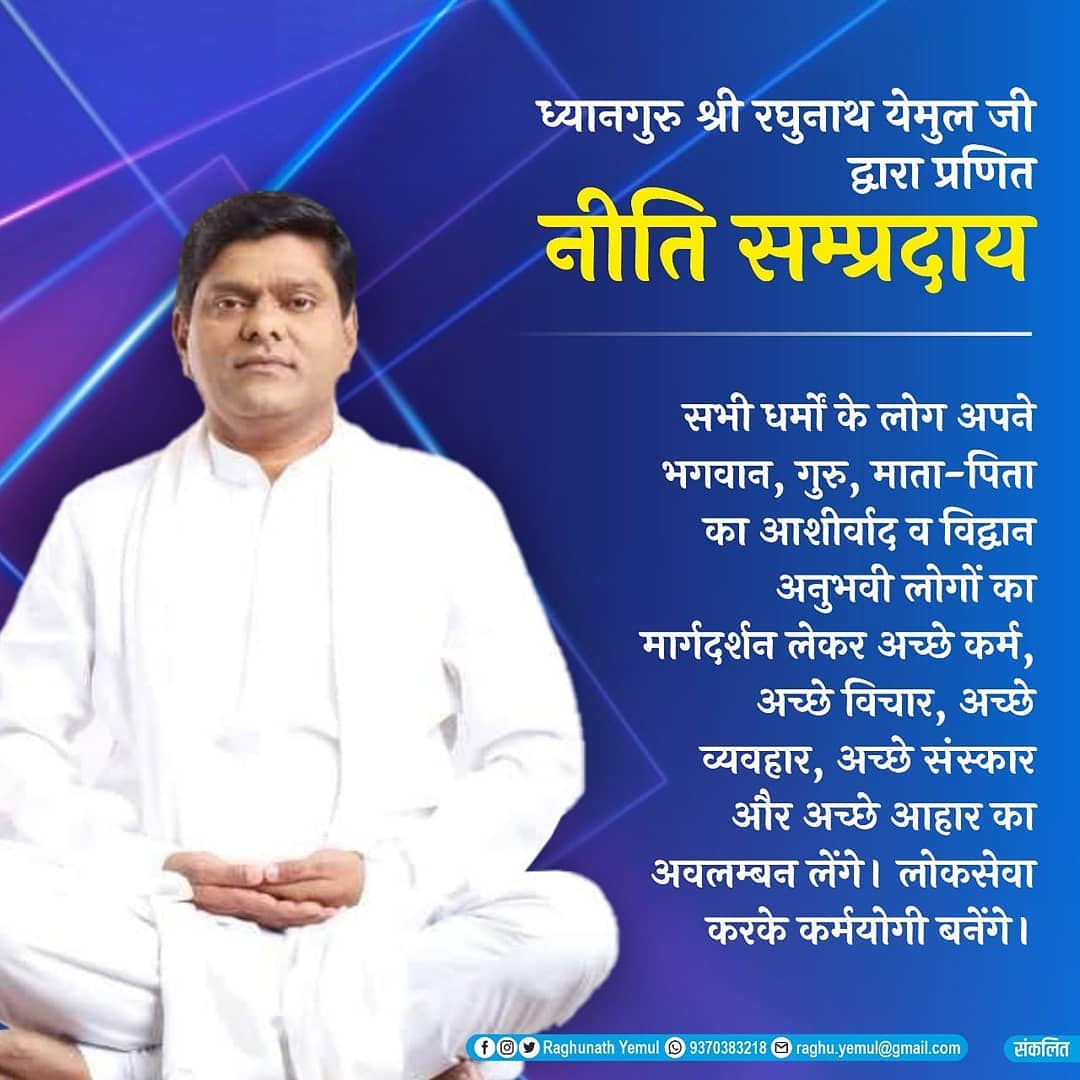 ध्यानगुरु श्री रघुनाथ येमुल जी
द्वारा प्रणित
नीति सम्प्रदाय
सभी धर्मों के लोग अपने
भगवान, गुरु, माता-पिता
का आशीर्वाद व विद्वान
अनुभवी लोगों का
मार्गदर्शन लेकर अच्छे कर्म,
अच्छे विचार, अच्छे
व्यवहार, अच्छे संस्कार
और अच्छे आहार का
अवलम्बन लेंगे। लोकसेवा
करके कर्मयोगी बनेंगे।
Raghunath Yemul 9370383218 raghu.yemul@gmail.com
संकलित